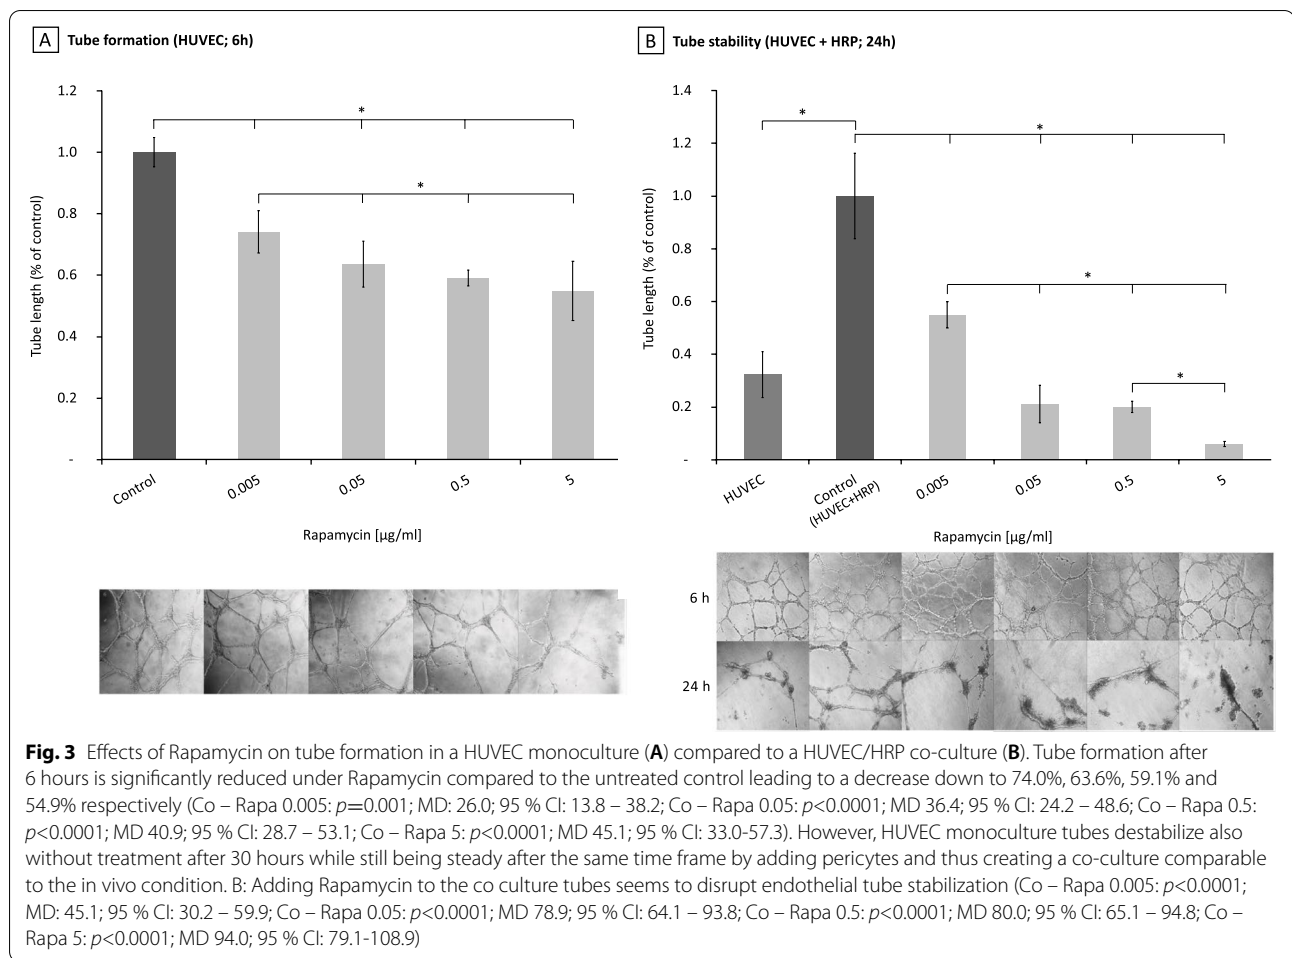 A Tube formation (HUVEC; 6h)
1.2
1.0
0.8
0.6
0.4
0.2
-
Tube length (% of control)
*
*
Control
0.005
0.05
0.5
5
Rapamycin [µg/ml]
B Tube stability (HUVEC + HRP; 24h)
1.4
1.2
1.0
0.8
0.6
0.4
0.2
-
Tube length (% of control)
*
*
*
*
HUVEC
Control
(HUVEC+HRP)
0.005
0.05
0.5
5
Rapamycin [µg/ml]
6 h
24 h
Fig. 3 Effects of Rapamycin on tube formation in a HUVEC monoculture (A) compared to a HUVEC/HRP co-culture (B). Tube formation after
6 hours is significantly reduced under Rapamycin compared to the untreated control leading to a decrease down to 74.0%, 63.6%, 59.1% and
54.9% respectively (Co – Rapa 0.005: p=0.001; MD: 26.0; 95 % CI: 13.8 – 38.2; Co – Rapa 0.05: p<0.0001; MD 36.4; 95 % CI: 24.2 – 48.6; Co – Rapa 0.5:
p<0.0001; MD 40.9; 95 % CI: 28.7 – 53.1; Co – Rapa 5: p<0.0001; MD 45.1; 95 % CI: 33.0-57.3). However, HUVEC monoculture tubes destabilize also
without treatment after 30 hours while still being steady after the same time frame by adding pericytes and thus creating a co-culture comparable
to the in vivo condition. B: Adding Rapamycin to the co culture tubes seems to disrupt endothelial tube stabilization (Co – Rapa 0.005: p<0.0001;
MD: 45.1; 95 % CI: 30.2 – 59.9; Co – Rapa 0.05: p<0.0001; MD 78.9; 95 % CI: 64.1 – 93.8; Co – Rapa 0.5: p<0.0001; MD 80.0; 95 % CI: 65.1 – 94.8; Co –
Rapa 5: p<0.0001; MD 94.0; 95 % CI: 79.1-108.9)